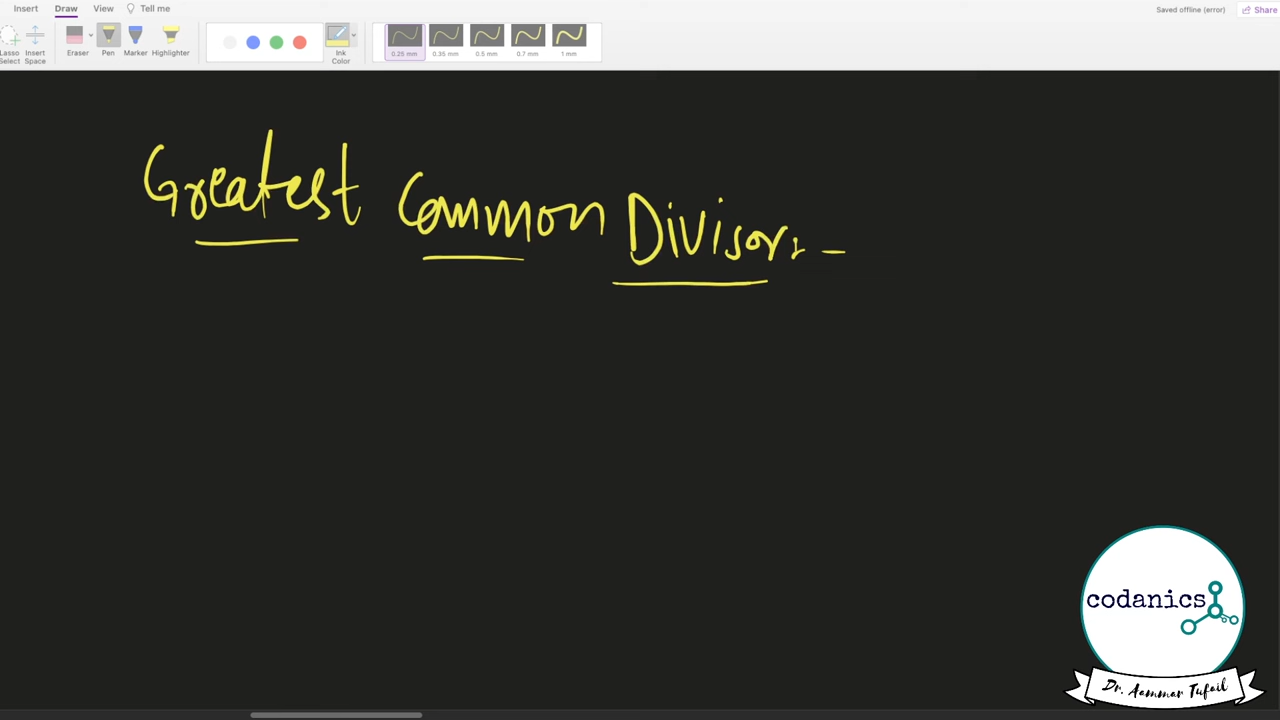 Insert Draw View Tell me Saved offline (error) Share
Lasso Select Insert Space Eraser Pen Marker Highlighter Ink Color 0.25 mm 0.35 mm 0.5 mm 0.7 mm 1 mm
Greatest Common Divisor: -
codanics
Dr. Aammar Tufail